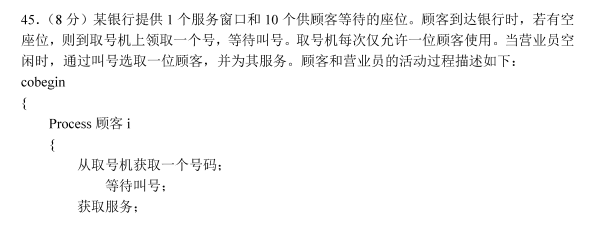 45．（8 分）某银行提供 1 个服务窗口和 10 个供顾客等待的座位。顾客到达银行时，若有空
座位，则到取号机上领取一个号，等待叫号。取号机每次仅允许一位顾客使用。当营业员空
闲时，通过叫号选取一位顾客，并为其服务。顾客和营业员的活动过程描述如下：
cobegin
{
Process 顾客 i
{
从取号机获取一个号码；
等待叫号；
获取服务；